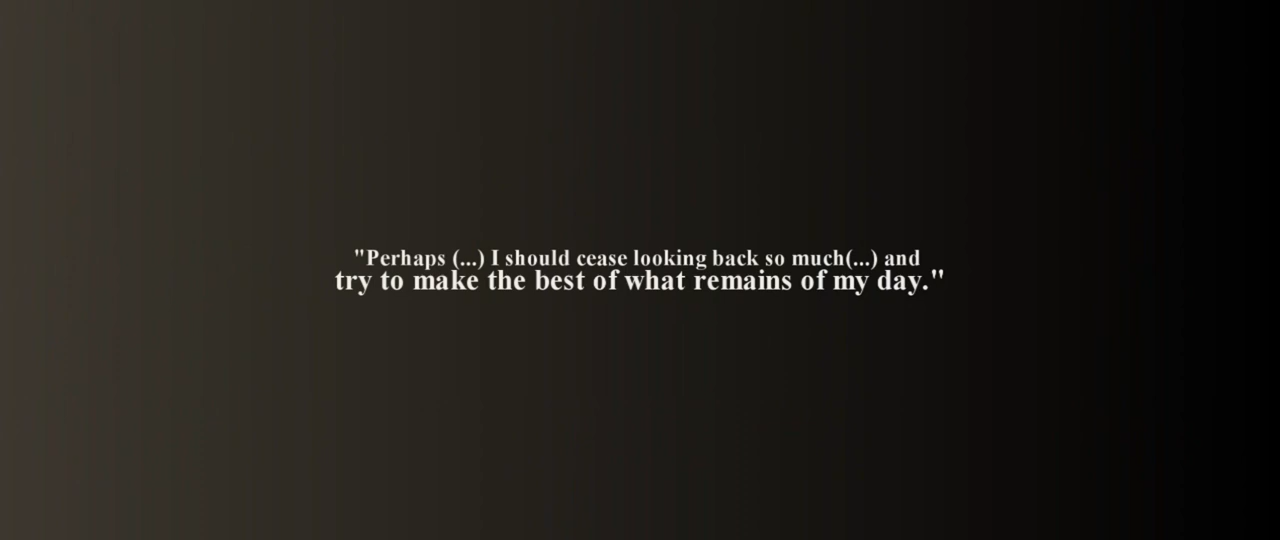 "Perhaps (...) I should cease looking back so much(...) and
try to make the best of what remains of my day."